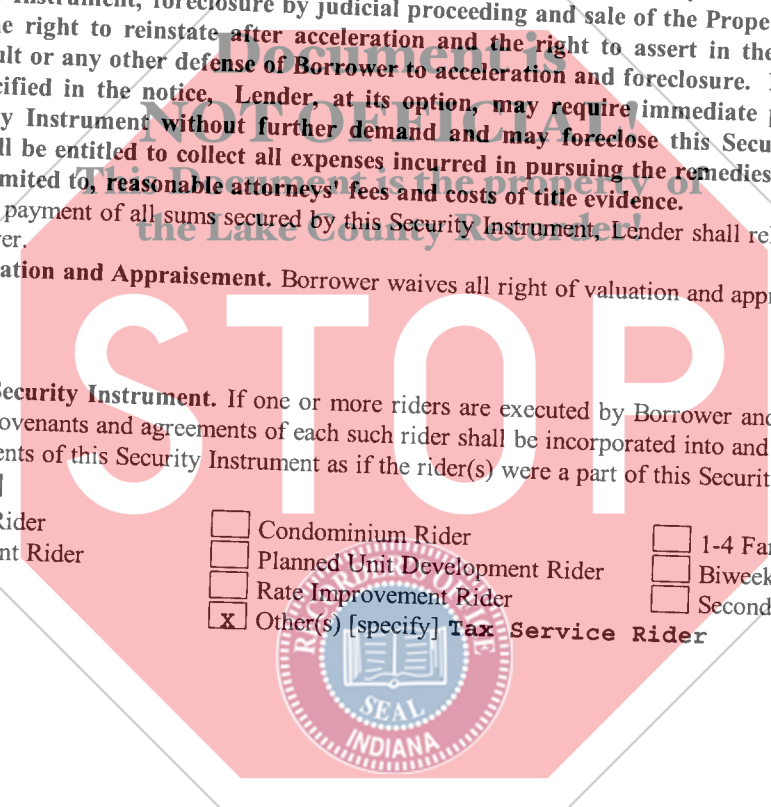 Instrument, foreclosure by judicial proceeding and sale of the Prope
e right to reinstate after acceleration and the right to assert in the
ult or any other defense of Borrower to acceleration and foreclosure.
cified in the notice, Lender, at its option, may require immediate
y Instrument without further demand and may foreclose this Secu
ll be entitled to collect all expenses incurred in pursuing the remedies
mited to, reasonable attorneys' fees and costs of title evidence.
payment of all sums secured by this Security Instrument, Lender shall rel
er.
ation and Appraisement. Borrower waives all right of valuation and appr
Document is
NOT OFFICIAL!
This Document is the property of
the Lake County Recorder!
STOP
Security Instrument. If one or more riders are executed by Borrower and
ovenants and agreements of each such rider shall be incorporated into and
ents of this Security Instrument as if the rider(s) were a part of this Securit
Rider
nt Rider
Condominium Rider
Planned Unit Development Rider
Rate Improvement Rider
X Other(s) [specify] Tax Service Rider
1-4 Fa
Biweek
Second
RECORDER'S OFFICE
SEAL
INDIANA